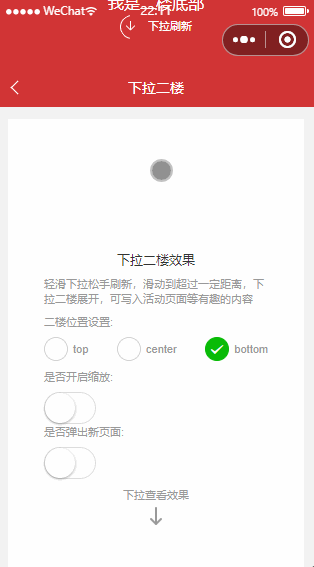 我是二楼底部
WeChat 22:11 100%
下拉刷新
下拉二楼
下拉二楼效果
轻滑下拉松手刷新，滑动到超过一定距离，下
拉二楼展开，可写入活动页面等有趣的内容
二楼位置设置:
top center bottom
是否开启缩放:
是否弹出新页面:
下拉查看效果